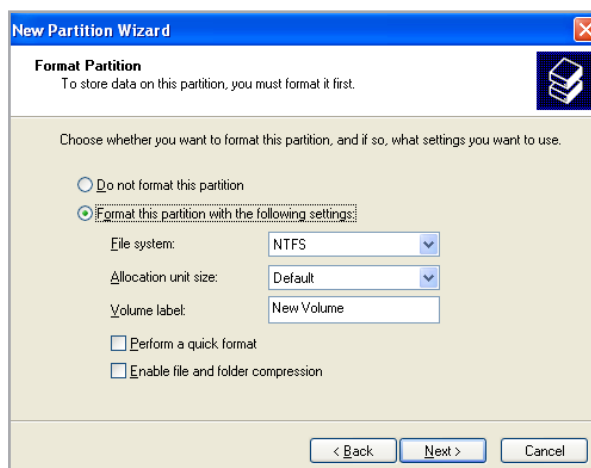 New Partition Wizard
Format Partition
To store data on this partition, you must format it first.
Choose whether you want to format this partition, and if so, what settings you want to use.
Do not format this partition
Format this partition with the following settings:
File system: NTFS
Allocation unit size: Default
Volume label: New Volume
Perform a quick format
Enable file and folder compression
< Back Next > Cancel